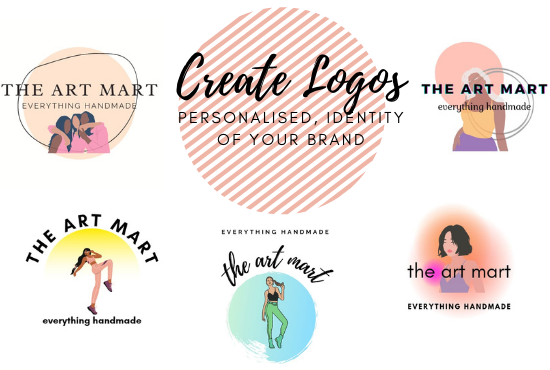 Create Logos
PERSONALISED, IDENTITY
OF YOUR BRAND
THE ART MART
EVERYTHING HANDMADE
THE ART MART
everything handmade
THE ART MART
everything handmade
EVERYTHING HANDMADE
the art mart
the art mart
EVERYTHING HANDMADE